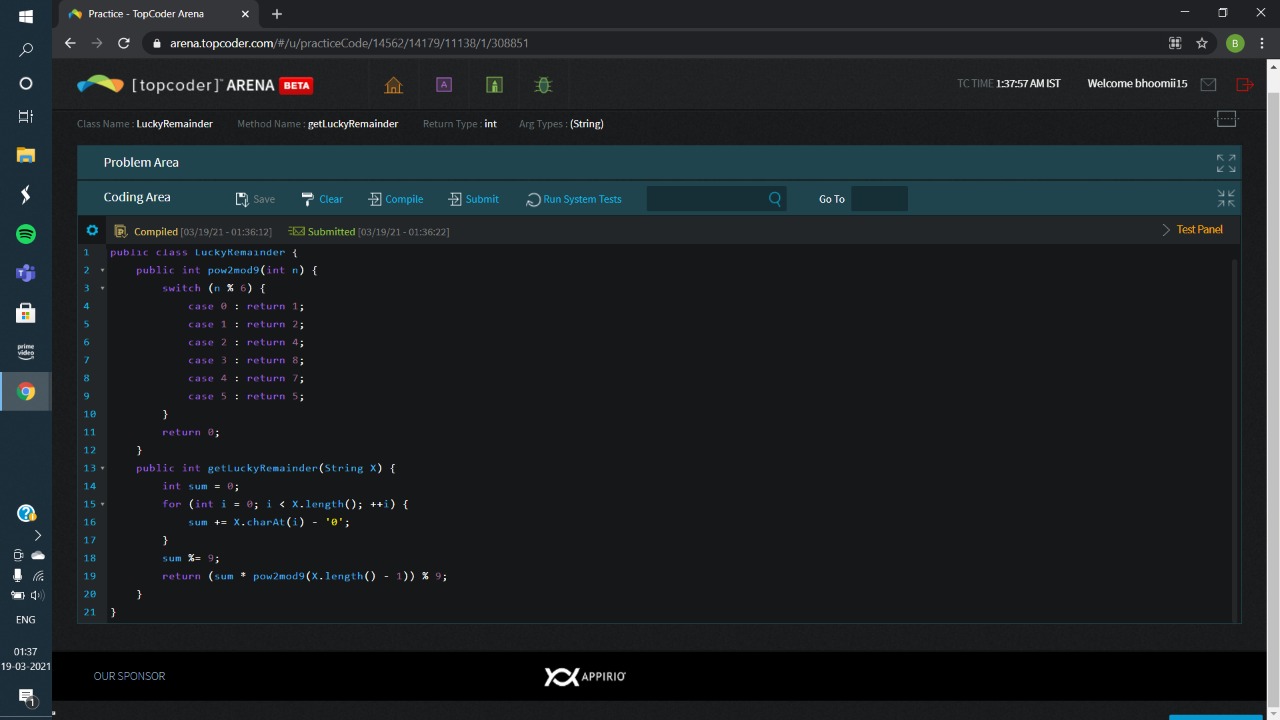 Practice - TopCoder Arena
arena.topcoder.com/#/u/practiceCode/14562/14179/11138/1/308851
B
[topcoder]™ ARENA BETA
A
TC TIME 1:37:57 AM IST
Welcome bhoomii15
Class Name : LuckyRemainder Method Name : getLuckyRemainder Return Type : int Arg Types : (String)
Problem Area
Coding Area Save Clear Compile Submit Run System Tests Go To
Compiled [03/19/21 - 01:36:12] Submitted [03/19/21 - 01:36:22] Test Panel
1 public class LuckyRemainder {
2 public int pow2mod9(int n) {
3 switch (n % 6) {
4 case 0 : return 1;
5 case 1 : return 2;
6 case 2 : return 4;
7 case 3 : return 8;
8 case 4 : return 7;
9 case 5 : return 5;
10 }
11 return 0;
12 }
13 public int getLuckyRemainder(String X) {
14 int sum = 0;
15 for (int i = 0; i < X.length(); ++i) {
16 sum += X.charAt(i) - '0';
17 }
18 sum %= 9;
19 return (sum * pow2mod9(X.length() - 1)) % 9;
20 }
21 }
OUR SPONSOR
APPIRIO
prime
video
ENG
01:37
19-03-2021
1